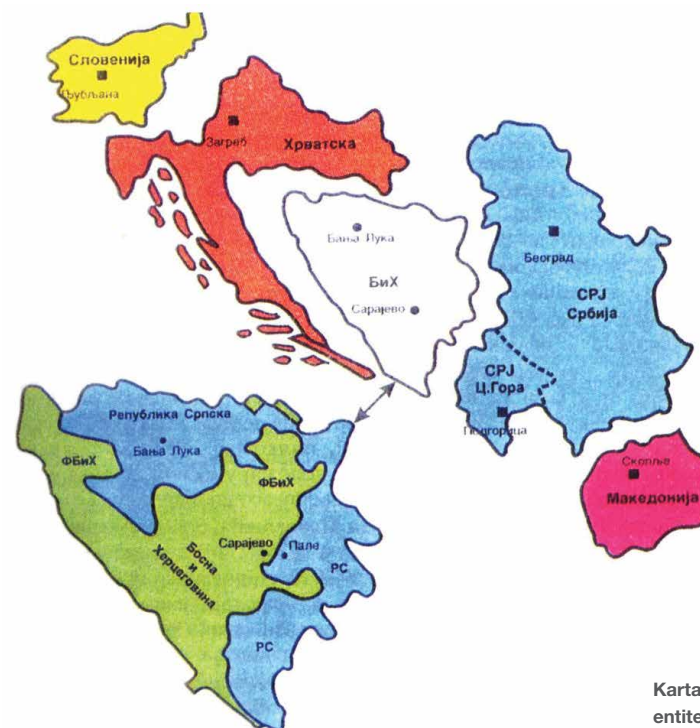 Словенија
Љубљана
Загреб
Хрватска
Бања Лука
БиХ
Сарајево
Београд
СРЈ
Србија
СРЈ
Ц.Гора
Подгорица
Скопље
Македонија
Република Српска
Бања Лука
ФБиХ
ФБиХ
Сарајево
Пале
Босна
и
Херцеговина
РС
РС
Karta
entite